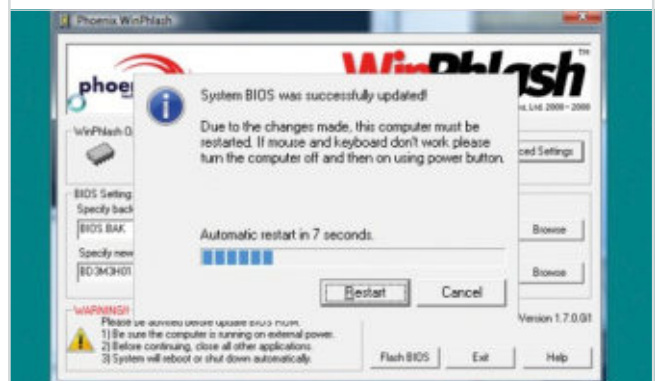 Phoenix WinPhlash
phoe
WinPhlash
TM
Ltd. 2000 - 2008
System BIOS was successfully updated!
Due to the changes made, this computer must be
restarted. If mouse and keyboard don't work please
turn the computer off and then on using power button.
Automatic restart in 7 seconds.
Restart Cancel
WinPhlash O
ced Settings
BIOS Setting
Specify back
BIOS.BAK
Browse
Specify new
BD3M3H01
Browse
WARNING!!
Please be advised before update BIOS ROM:
1) Be sure the computer is running on external power.
2) Before continuing, close all other applications.
3) System will reboot or shut down automatically.
Version 1.7.0.0/1
Flash BIOS Exit Help